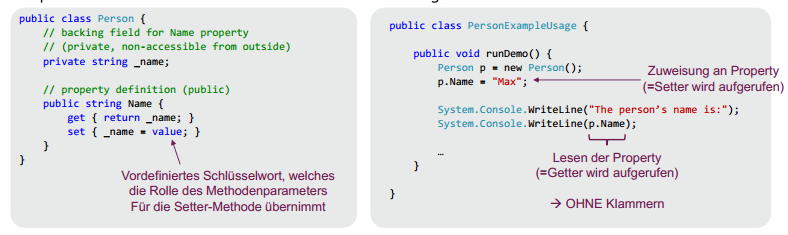 public class Person {
// backing field for Name property
// (private, non-accessible from outside)
private string _name;
// property definition (public)
public string Name {
get { return _name; }
set { _name = value; }
}
}
Vordefiniertes Schlüsselwort, welches
die Rolle des Methodenparameters
Für die Setter-Methode übernimmt
public class PersonExampleUsage {
public void runDemo() {
Person p = new Person();
p.Name = "Max";
Zuweisung an Property
(=Setter wird aufgerufen)
System.Console.WriteLine("The person’s name is:");
System.Console.WriteLine(p.Name);
…
Lesen der Property
(=Getter wird aufgerufen)
}
→ OHNE Klammern
}